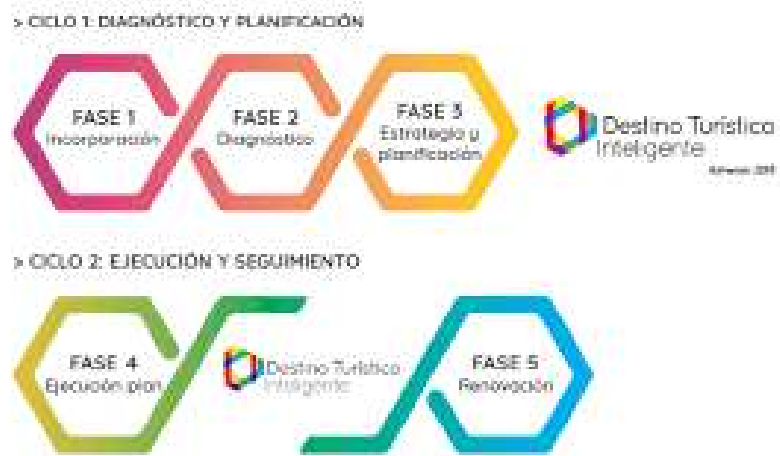 > CICLO 1: DIAGNÓSTICO Y PLANIFICACIÓN
FASE 1
Incorporación
FASE 2
Diagnóstico
FASE 3
Estrategia y
planificación
Destino Turístico
Inteligente
> CICLO 2: EJECUCIÓN Y SEGUIMIENTO
FASE 4
Ejecución plan
Destino Turístico
Inteligente
FASE 5
Renovación